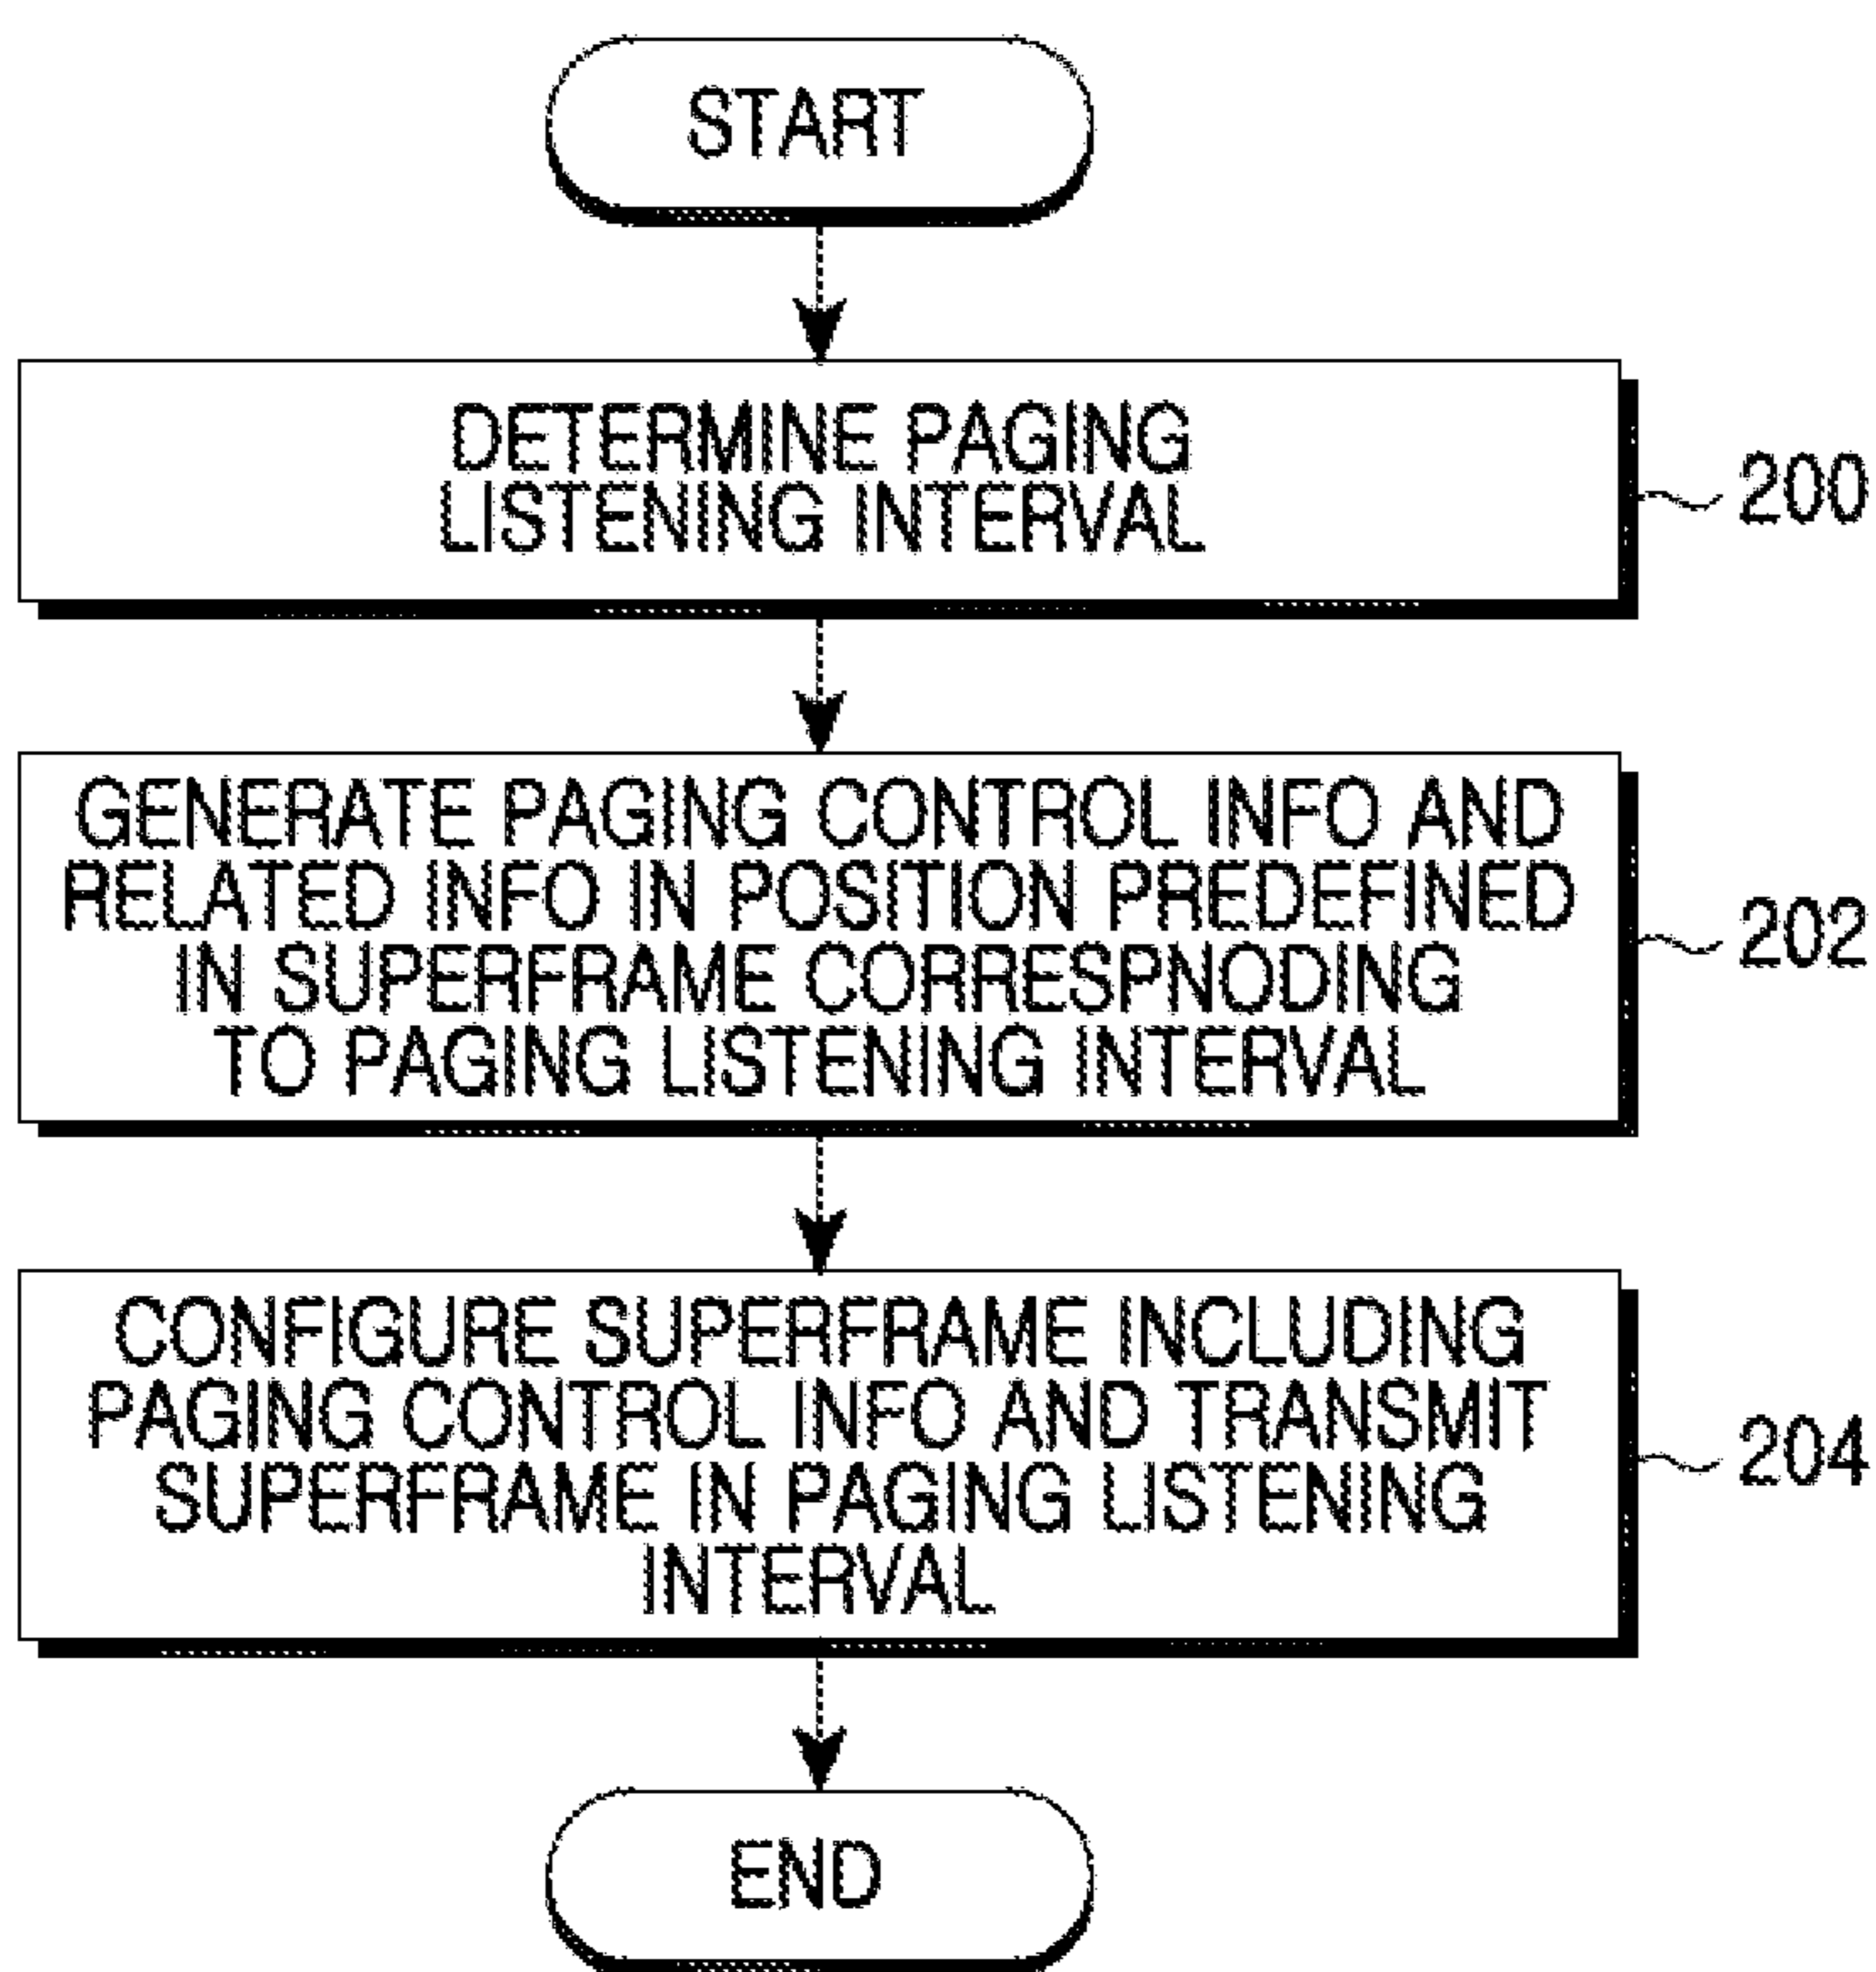 START
DETERMINE PAGING
LISTENING INTERVAL
200
GENERATE PAGING CONTROL INFO AND
RELATED INFO IN POSITION PREDEFINED
IN SUPERFRAME CORRESPNODING
TO PAGING LISTENING INTERVAL
202
CONFIGURE SUPERFRAME INCLUDING
PAGING CONTROL INFO AND TRANSMIT
SUPERFRAME IN PAGING LISTENING
INTERVAL
204
END